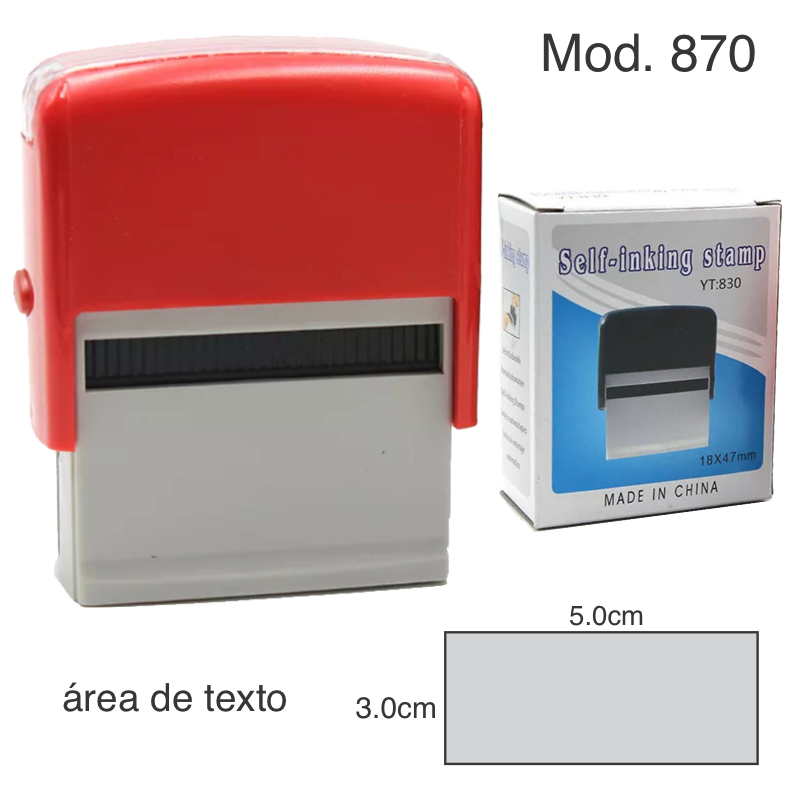 Mod. 870
Self-inking stamp
YT:830
18X47mm
MADE IN CHINA
5.0cm
área de texto
3.0cm